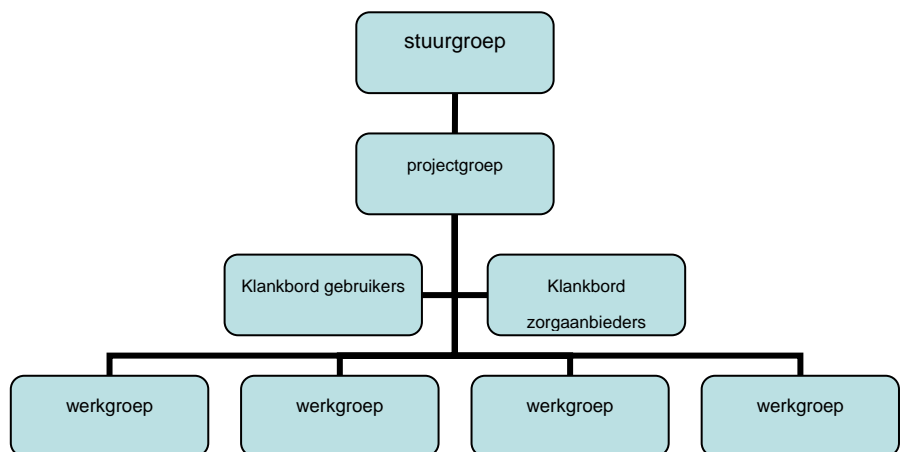 stuurgroep
projectgroep
Klankbord gebruikers
Klankbord
zorgaanbieders
werkgroep
werkgroep
werkgroep
werkgroep